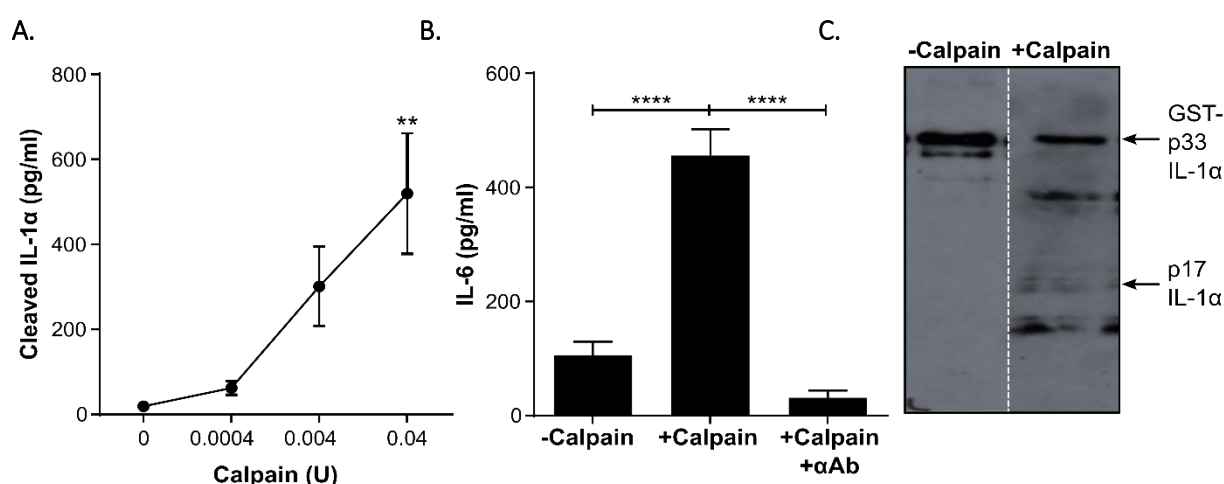 A.
800
600
400
200
0
Cleaved IL-1α (pg/ml)
**
0 0.0004 0.004 0.04
Calpain (U)
B.
600
400
200
0
IL-6 (pg/ml)
**** ****
-Calpain +Calpain +Calpain
+αAb
C.
-Calpain +Calpain
GST-
p33
IL-1α
p17
IL-1α